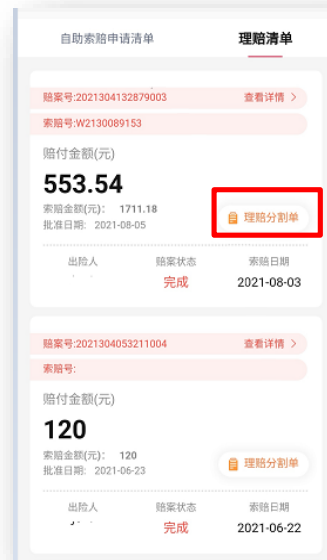 自助索赔申请清单
理赔清单
赔案号:2021304132879003
查看详情 >
索赔号:W2130089153
赔付金额(元)
553.54
索赔金额(元): 1711.18
批准日期: 2021-08-05
理赔分割单
出险人
赔案状态
索赔日期
完成
2021-08-03
赔案号:2021304053211004
查看详情 >
索赔号:
赔付金额(元)
120
索赔金额(元): 120
批准日期: 2021-06-23
理赔分割单
出险人
赔案状态
索赔日期
完成
2021-06-22